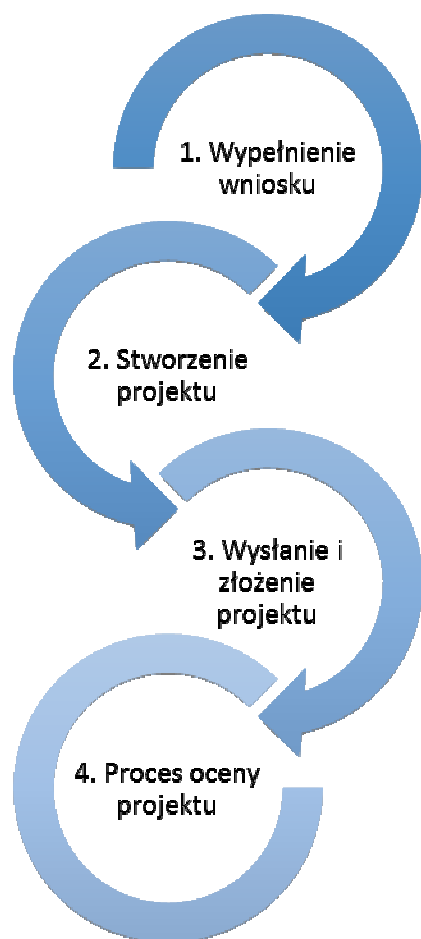 1. Wypełnienie
wniosku
2. Stworzenie
projektu
3. Wysłanie i
złożenie
projektu
4. Proces oceny
projektu